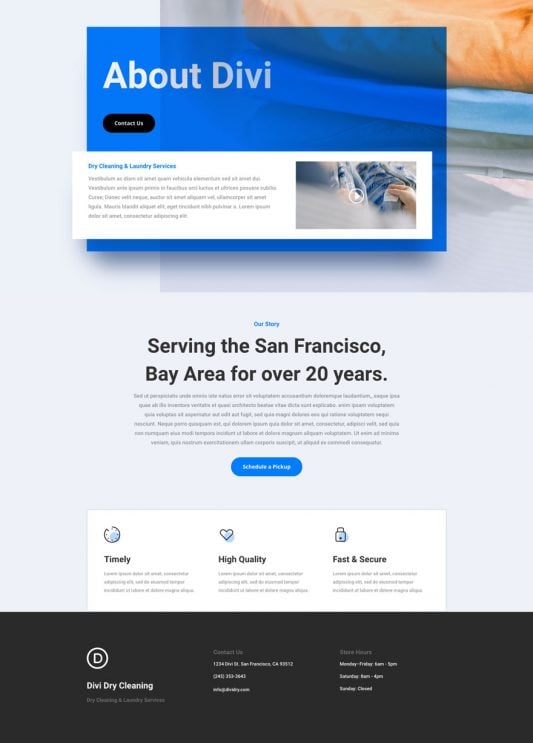 About Divi
Contact Us
Dry Cleaning & Laundry Services
Vestibulum ac diam sit amet quam vehicula elementum sed sit amet dui.
Vestibulum ante ipsum primis in faucibus orci luctus et ultrices posuere cubilia
Curae; Donec velit neque, auctor sit amet aliquam vel, ullamcorper sit amet
ligula. Mauris blandit aliquet elit, eget tincidunt nibh pulvinar a. Lorem ipsum
dolor sit amet, consectetur adipiscing elit.
Our Story
Serving the San Francisco,
Bay Area for over 20 years.
Sed ut perspiciatis unde omnis iste natus error sit voluptatem accusantium doloremque laudantium,, eaque ipsa
quae ab illo inventore veritatis et quasi architecto beatae vitae dicta sunt explicabo. enim ipsam voluptatem
quia voluptas sit aspernatur aut odit aut fugit, sed quia magni dolores eos qui ratione voluptatem sequi
nesciunt. Neque porro quisquam est, qui dolorem ipsum quia dolor sit amet, consectetur, adipisci velit, sed quia
non numquam eius modi tempora incidunt ut labore et dolore magnam aliquam voluptatem. Ut enim ad minima
veniam, quis nostrum exercitationem ullam corporis suscipit, ut aliquid ex commodi consequatur.
Schedule a Pickup
Timely
Lorem ipsum dolor sit amet, consectetur
adipiscing elit, sed do eiusmod tempor
incididunt ut labore et dolore magna aliqua.
High Quality
Lorem ipsum dolor sit amet, consectetur
adipiscing elit, sed do eiusmod tempor
incididunt ut labore et dolore magna aliqua.
Fast & Secure
Lorem ipsum dolor sit amet, consectetur
adipiscing elit, sed do eiusmod tempor
incididunt ut labore et dolore magna aliqua.
D
Divi Dry Cleaning
Dry Cleaning & Laundry Services
Contact Us
1234 Divi St. San Francisco, CA 93512
(245) 353-3643
info@dividry.com
Store Hours
Monday-Friday: 6am - 5pm
Saturday: 8am - 4pm
Sunday: Closed